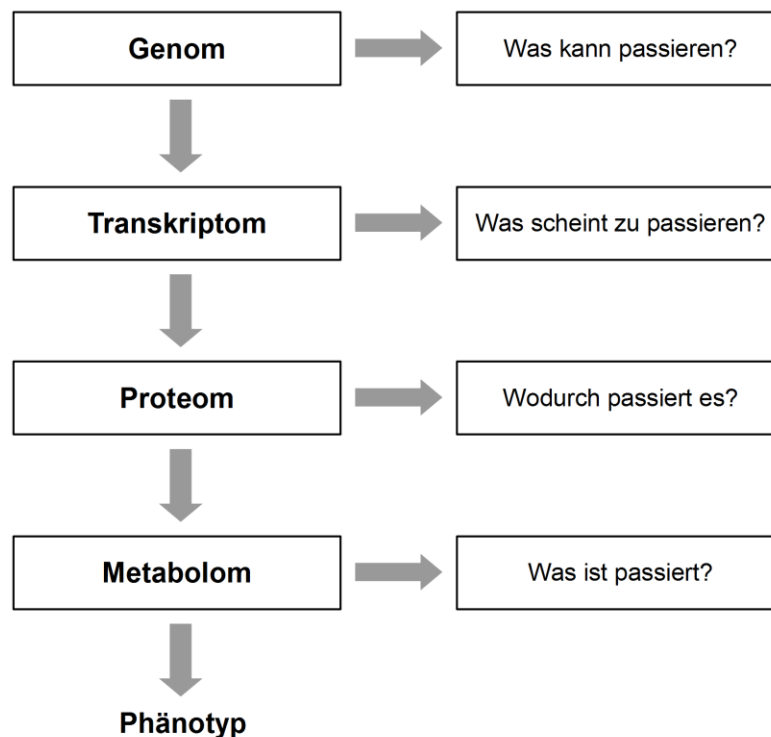 Genom
Was kann passieren?
Transkriptom
Was scheint zu passieren?
Proteom
Wodurch passiert es?
Metabolom
Was ist passiert?
Phänotyp